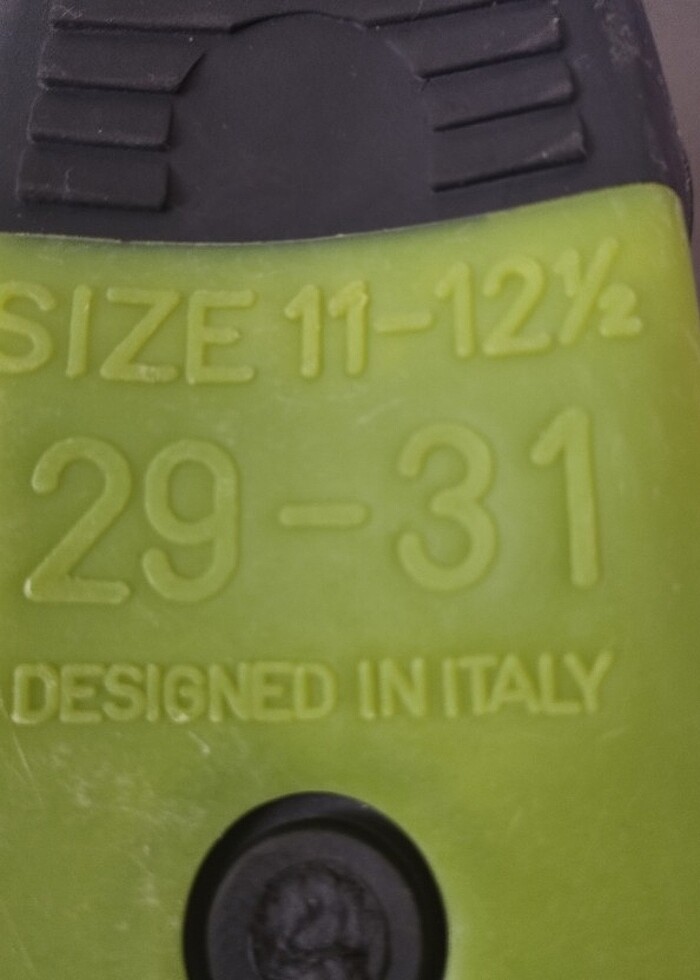 SIZE 11-12½
29-31
DESIGNED IN ITALY